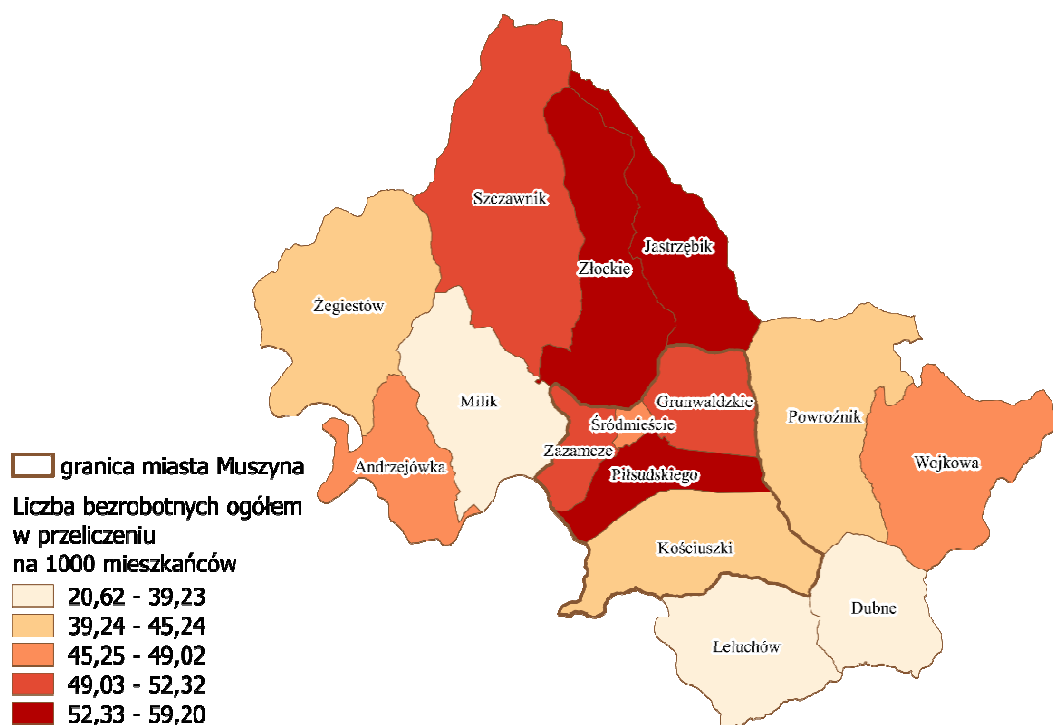 Szczawnik
Jastrzębik
Złockie
Żegiestów
Milik
Grunwaldzkie
Powroźnik
Śródmieście
Zazamcze
Andrzejówka
Wojkowa
Piłsudskiego
Kościuszki
Dubne
Leluchów
granica miasta Muszyna
Liczba bezrobotnych ogółem
w przeliczeniu
na 1000 mieszkańców
20,62 - 39,23
39,24 - 45,24
45,25 - 49,02
49,03 - 52,32
52,33 - 59,20